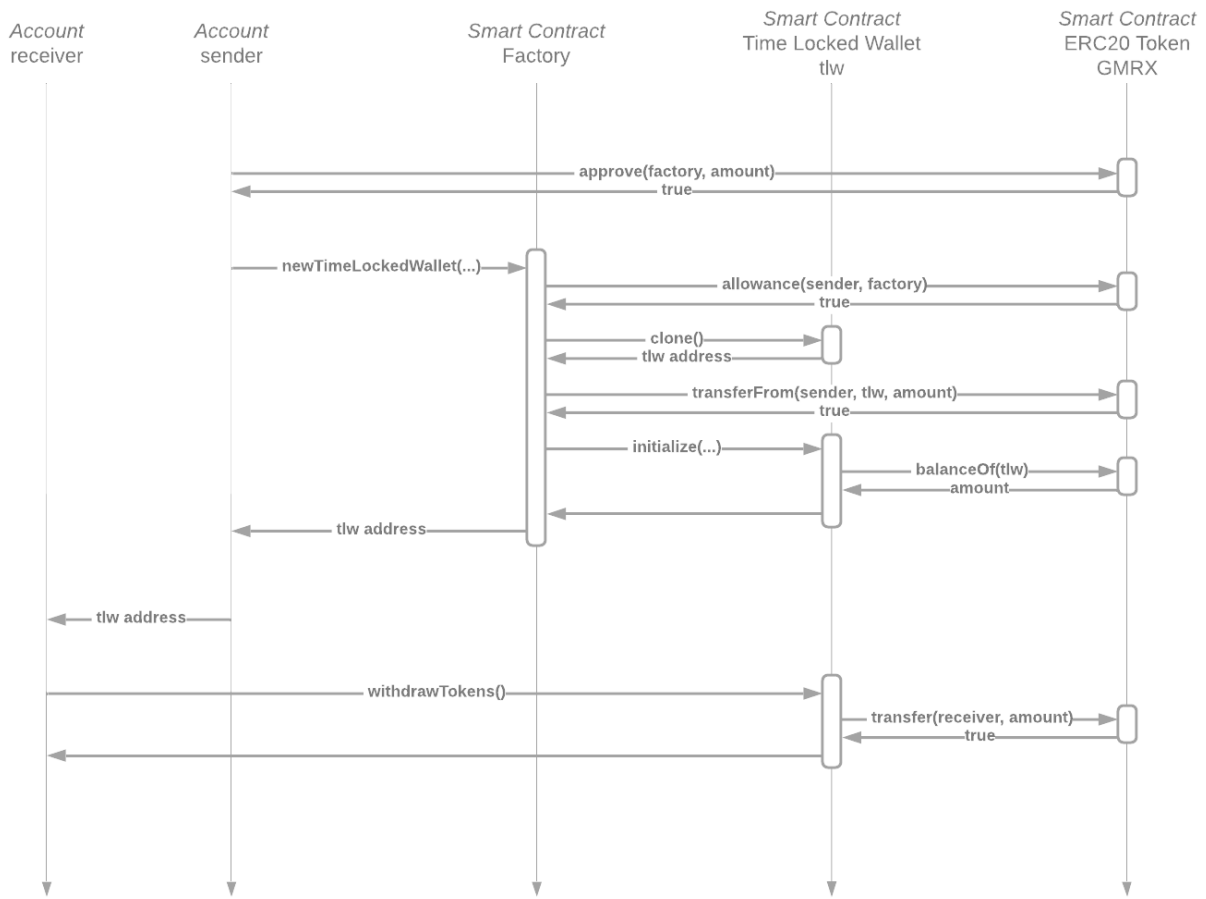 Account
receiver
Account
sender
Smart Contract
Factory
Smart Contract
Time Locked Wallet
tlw
Smart Contract
ERC20 Token
GMRX
approve(factory, amount)
true
newTimeLockedWallet(...)
allowance(sender, factory)
true
clone()
tlw address
transferFrom(sender, tlw, amount)
true
initialize(...)
balanceOf(tlw)
amount
tlw address
tlw address
withdrawTokens()
transfer(receiver, amount)
true